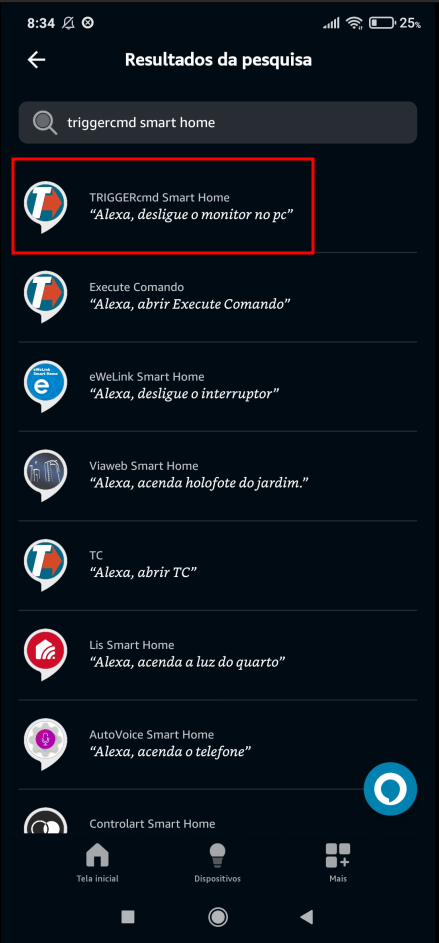 8:34 25%
Resultados da pesquisa
triggercmd smart home
TRIGGERcmd Smart Home
“Alexa, desligue o monitor no pc”
Execute Comando
“Alexa, abrir Execute Comando”
eWeLink Smart Home
“Alexa, desligue o interruptor”
Viaweb Smart Home
“Alexa, acenda holofote do jardim.”
TC
“Alexa, abrir TC”
Lis Smart Home
“Alexa, acenda a luz do quarto”
AutoVoice Smart Home
“Alexa, acenda o telefone”
Controlart Smart Home
Tela inicial Dispositivos Mais